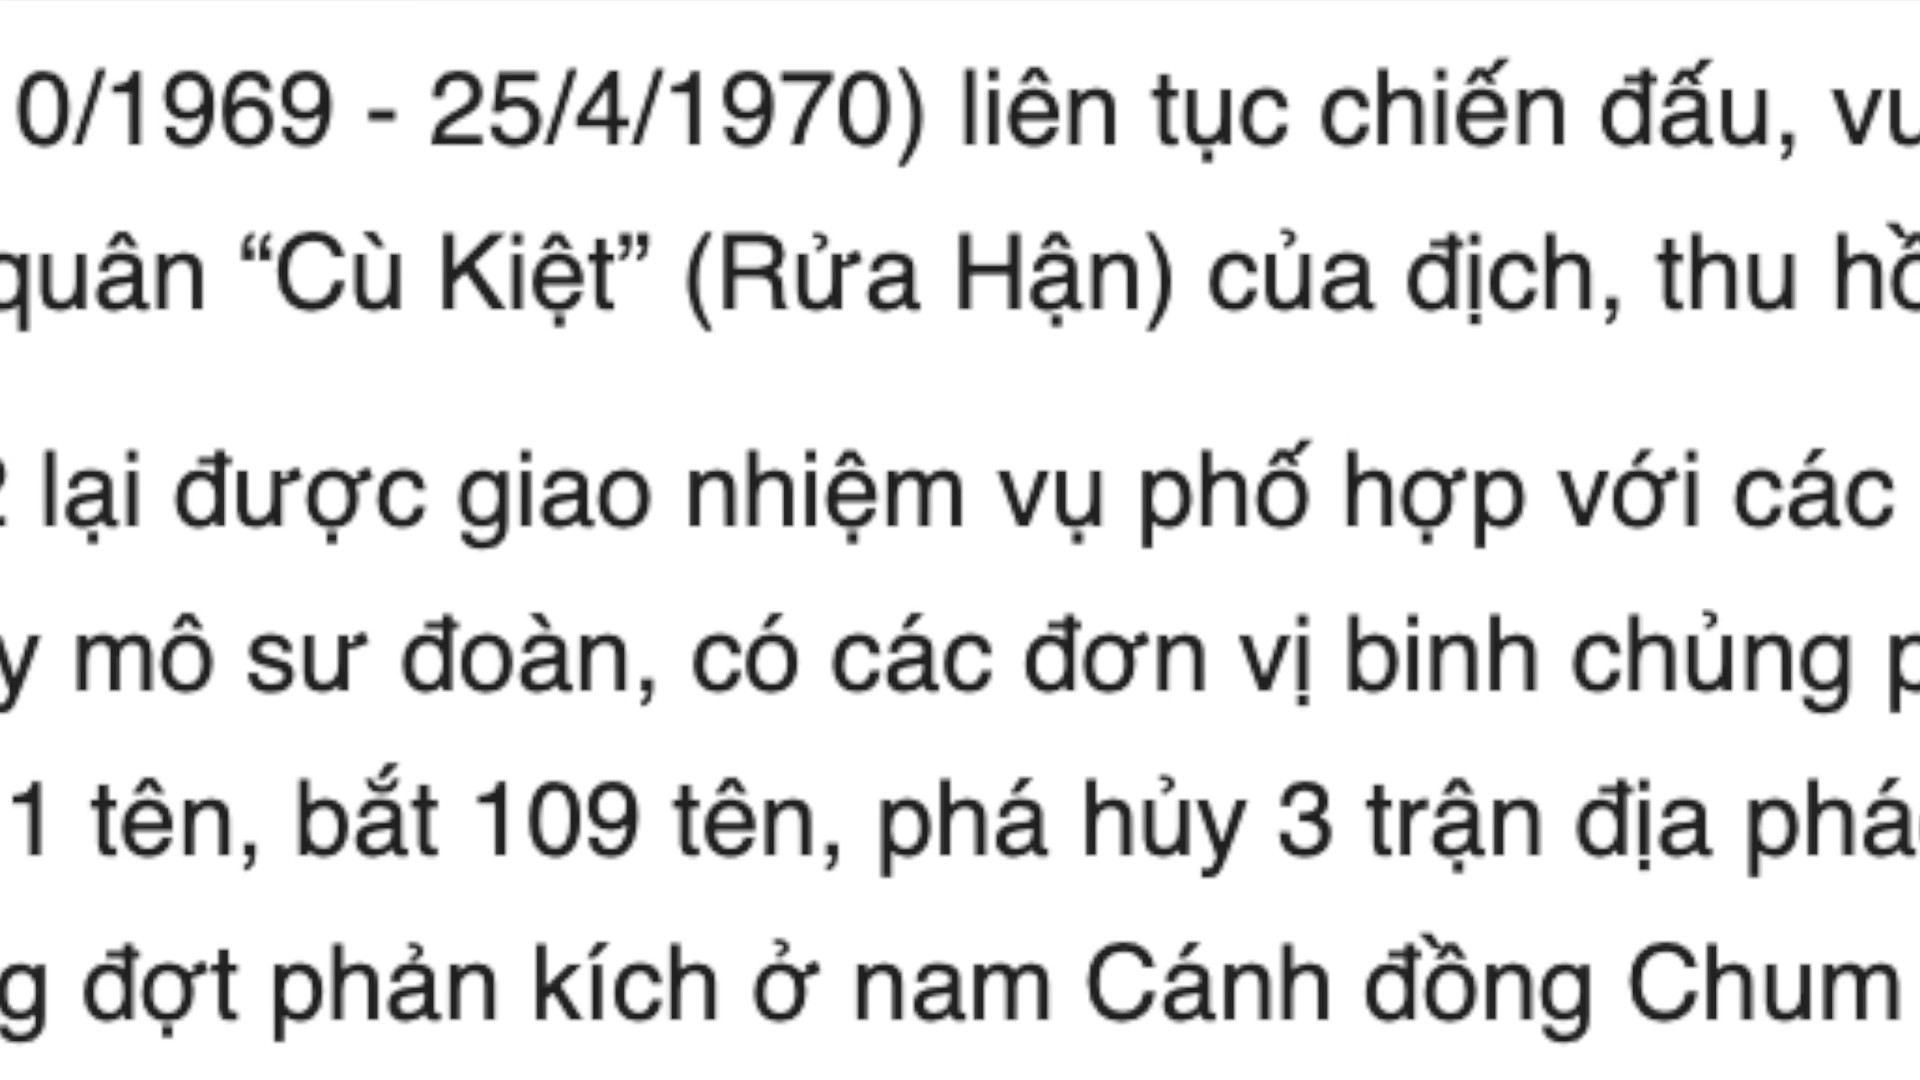 0/1969 - 25/4/1970) liên tục chiến đấu, vu
quân “Cù Kiệt” (Rửa Hận) của địch, thu hồ
lại được giao nhiệm vụ phố hợp với các
y mô sư đoàn, có các đơn vị binh chủng p
1 tên, bắt 109 tên, phá hủy 3 trận địa phá
g đợt phản kích ở nam Cánh đồng Chum